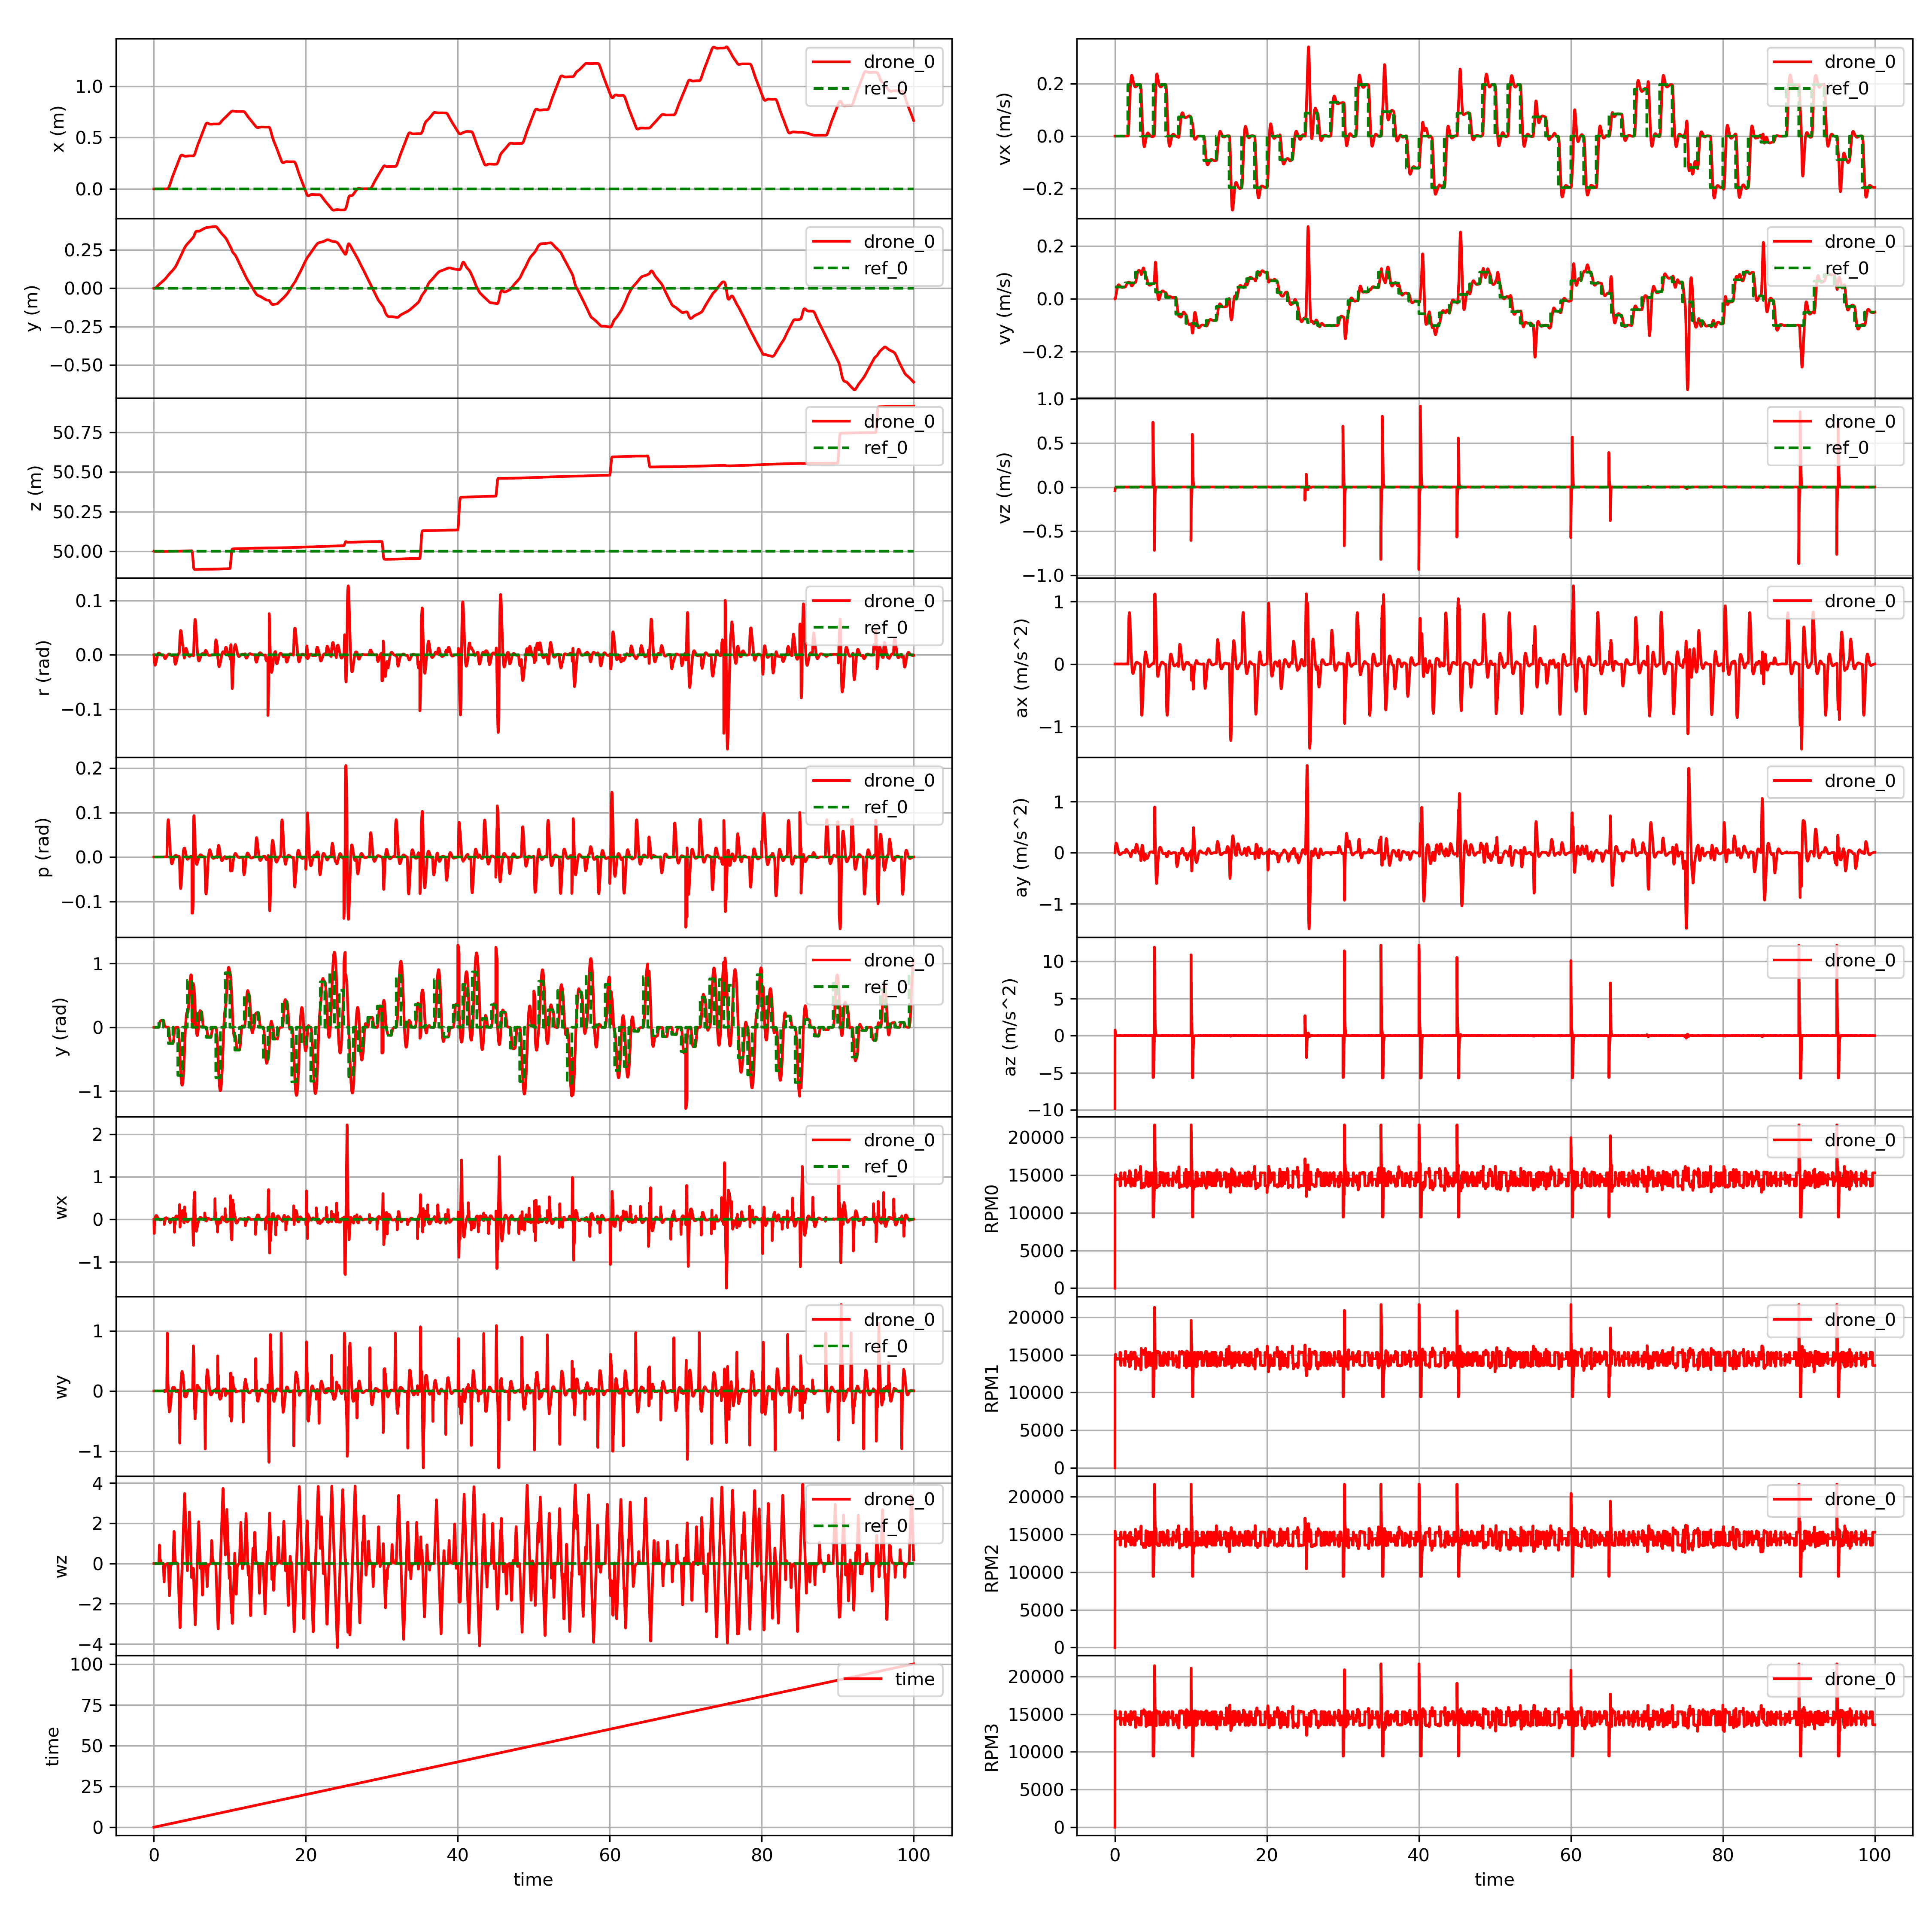 x (m)
1.0
0.5
0.0
drone_0
ref_0
y (m)
0.25
0.00
−0.25
−0.50
drone_0
ref_0
z (m)
50.75
50.50
50.25
50.00
drone_0
ref_0
r (rad)
0.1
0.0
−0.1
drone_0
ref_0
p (rad)
0.2
0.1
0.0
−0.1
drone_0
ref_0
y (rad)
1
0
−1
drone_0
ref_0
wx
2
1
0
−1
drone_0
ref_0
wy
1
0
−1
drone_0
ref_0
wz
4
2
0
−2
−4
drone_0
ref_0
time
100
75
50
25
0
time
0 20 40 60 80 100
time
vx (m/s)
0.2
0.0
−0.2
drone_0
ref_0
vy (m/s)
0.2
0.0
−0.2
drone_0
ref_0
vz (m/s)
1.0
0.5
0.0
−0.5
−1.0
drone_0
ref_0
ax (m/s^2)
1
0
−1
drone_0
ay (m/s^2)
1
0
−1
drone_0
az (m/s^2)
10
5
0
−5
−10
drone_0
RPM0
20000
15000
10000
5000
0
drone_0
RPM1
20000
15000
10000
5000
0
drone_0
RPM2
20000
15000
10000
5000
0
drone_0
RPM3
20000
15000
10000
5000
0
drone_0
0 20 40 60 80 100
time